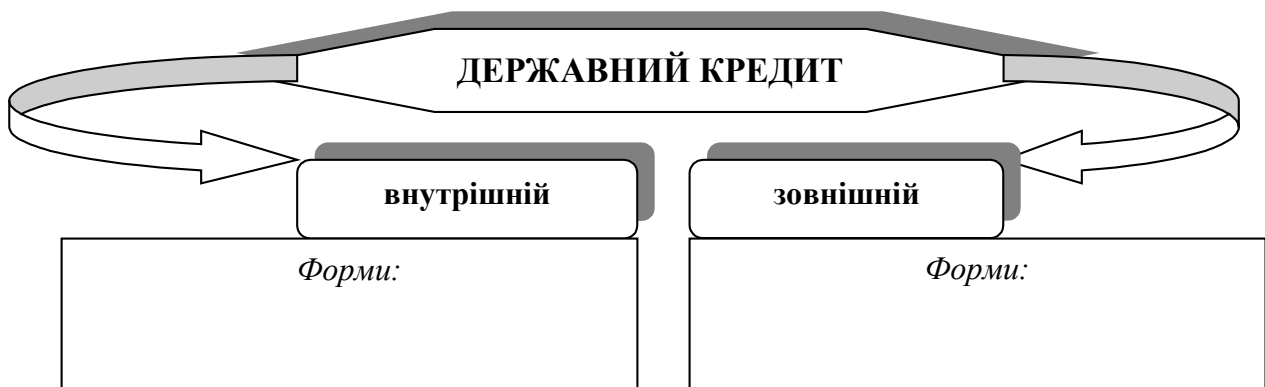 ДЕРЖАВНИЙ КРЕДИТ
внутрішній
зовнішній
Форми:
Форми: